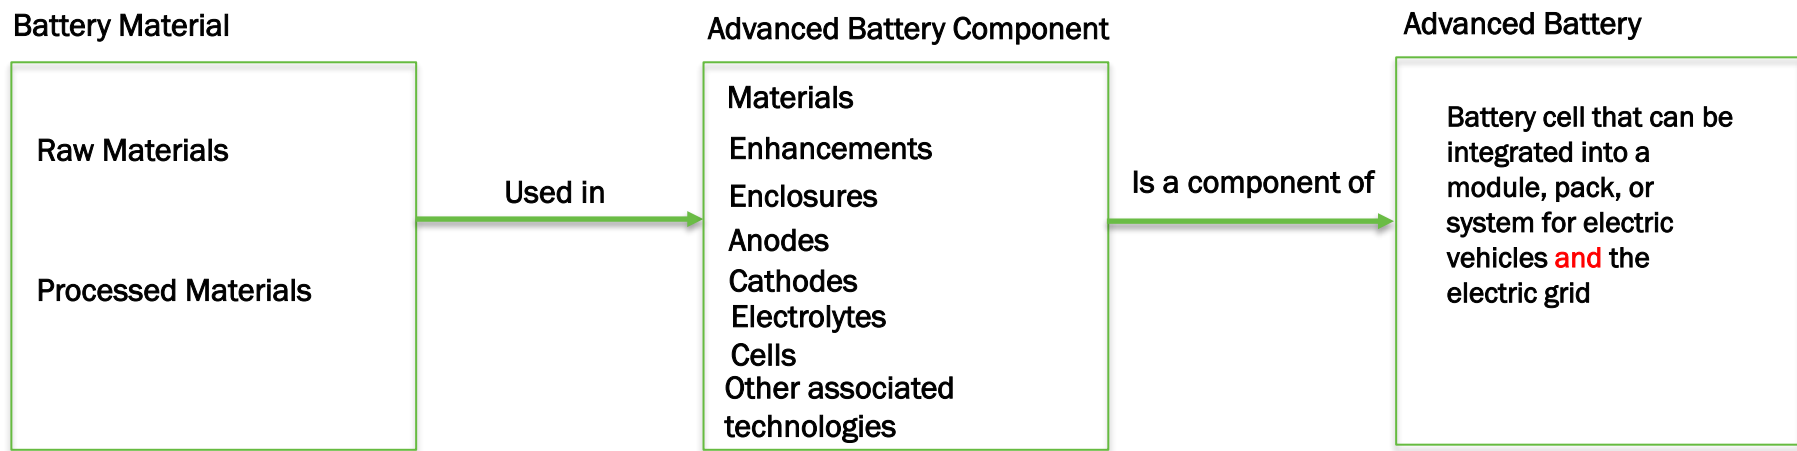 Battery Material
Raw Materials
Processed Materials
Used in
Advanced Battery Component
Materials
Enhancements
Enclosures
Anodes
Cathodes
Electrolytes
Cells
Other associated
technologies
Is a component of
Advanced Battery
Battery cell that can be
integrated into a
module, pack, or
system for electric
vehicles and the
electric grid